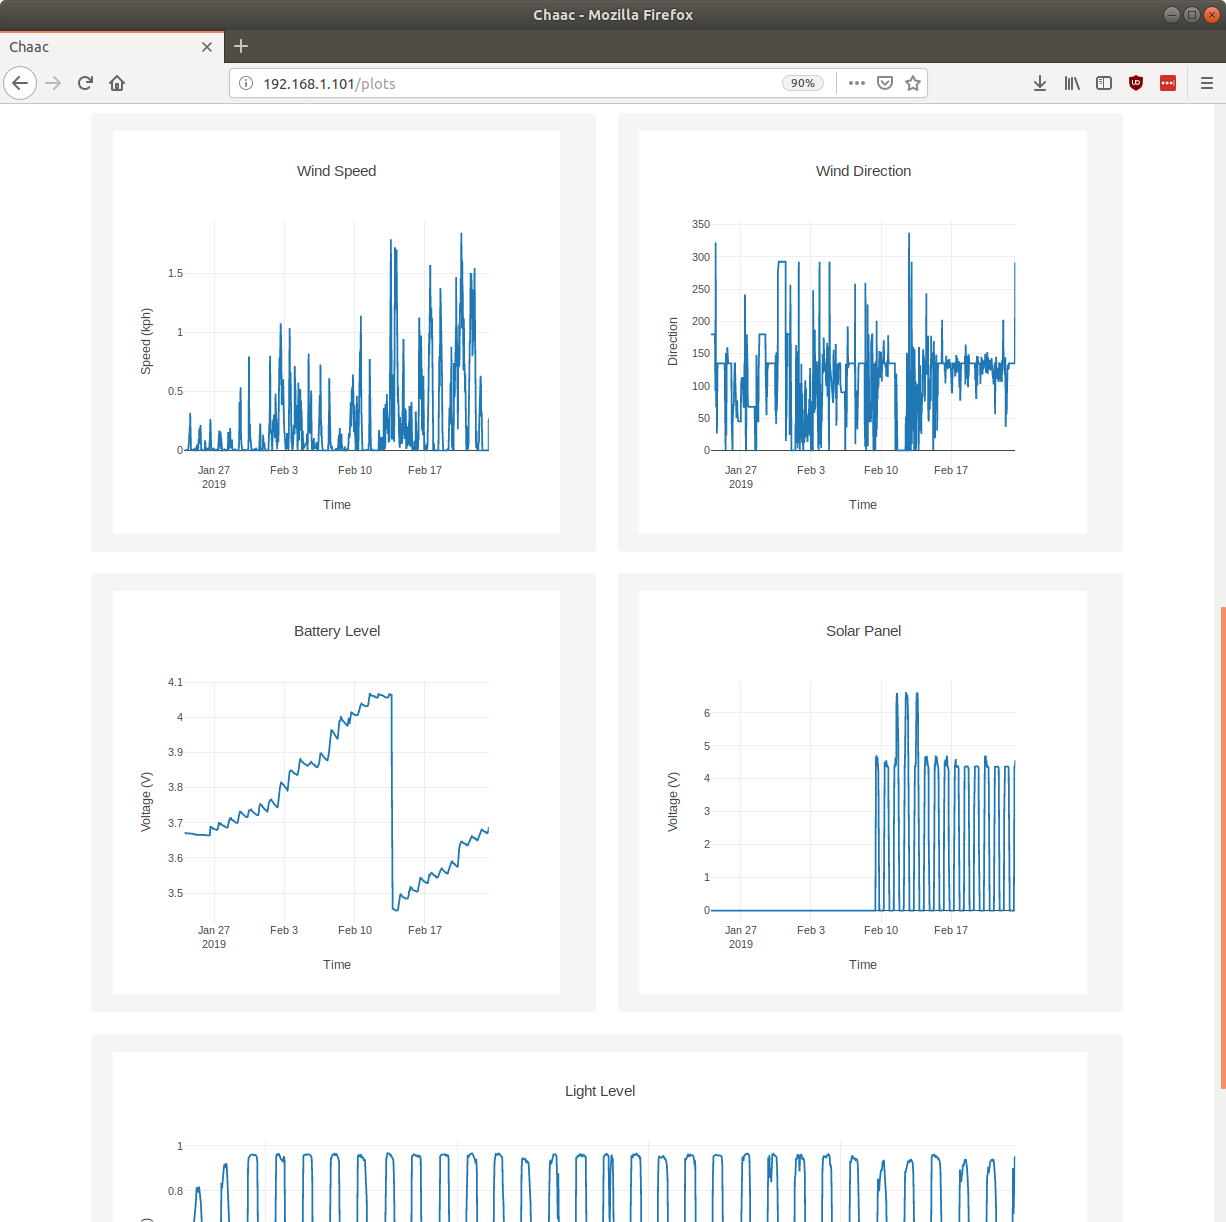 Chaac - Mozilla Firefox
Chaac
192.168.1.101/plots
90%
Wind Speed
Speed (kph)
1.5
1
0.5
0
Jan 27
2019
Feb 3
Feb 10
Feb 17
Time
Wind Direction
Direction
350
300
250
200
150
100
50
0
Jan 27
2019
Feb 3
Feb 10
Feb 17
Time
Battery Level
Voltage (V)
4.1
4
3.9
3.8
3.7
3.6
3.5
Jan 27
2019
Feb 3
Feb 10
Feb 17
Time
Solar Panel
Voltage (V)
6
5
4
3
2
1
0
Jan 27
2019
Feb 3
Feb 10
Feb 17
Time
Light Level
1
0.8